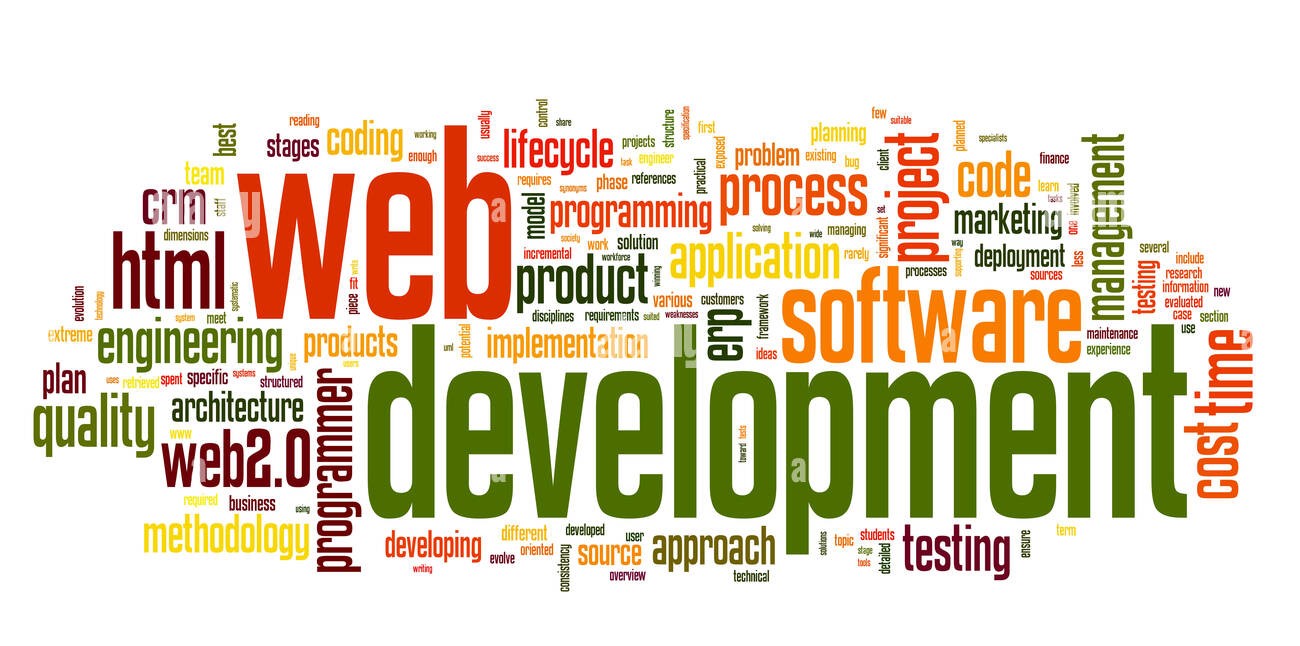 reading
best
stages
coding
working
enough
usually
success
lifecycle
control
share
projects
structure
specification
first
planning
few
suitable
planned
specialists
team
task
engineer
exposed
problem
existing
bug
client
project
code
finance
management
crm
staff
web
requires
synonyms
phase
references
practical
process
learn
tasks
involved
dimensions
model
programming
set
significant
marketing
one
html
society
work
solution
solving
wide
managing
way
incremental
workforce
application
rarely
supporting
deployment
less
several
evolution
technology
systematic
write
fit
piece
product
winning
processes
sources
testing
include
research
information
new
evaluated
system
meet
disciplines
requirements
suited
various
weaknesses
customers
erp
framework
software
case
section
use
extreme
engineering
unique
products
users
uml
potential
implementation
ideas
maintenance
experience
plan
uses
retrieved
spent
specific
systems
structured
development
time
cost
quality
architecture
www
web2.0
programmer
toward
tests
required
business
using
methodology
developing
writing
different
developed
oriented
evolve
consistency
user
source
overview
approach
technical
solutions
topic
students
stage
tools
detailed
testing
ensure
term
a
a
a
a
a
a